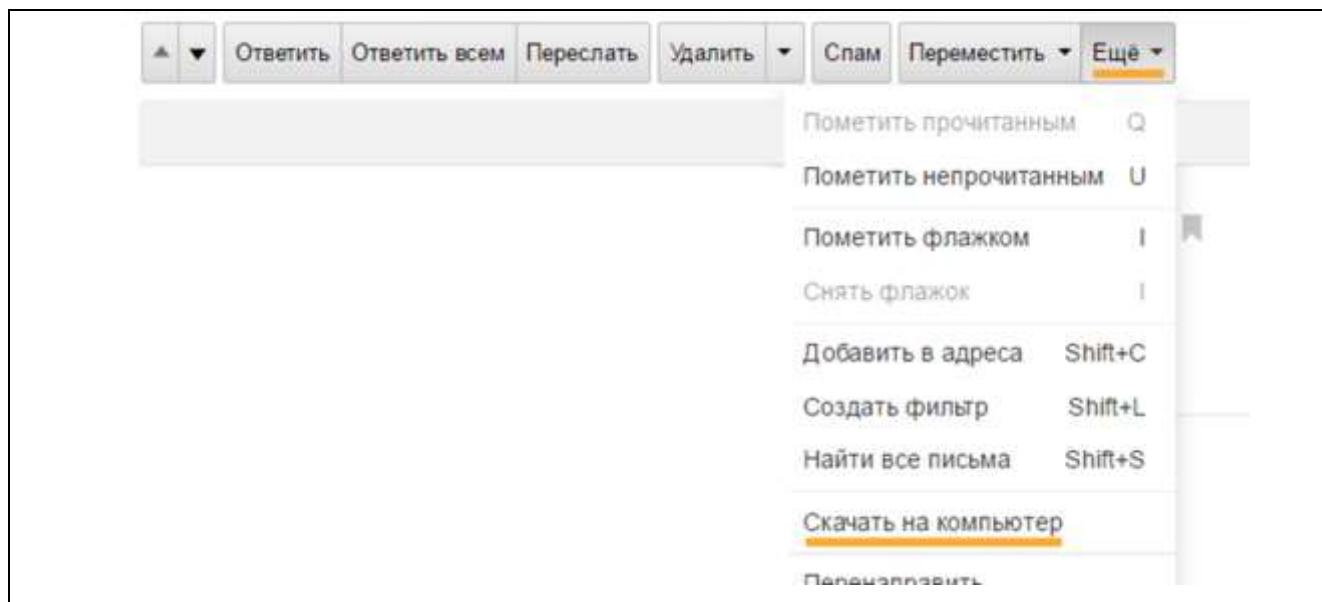 Ответить Ответить всем Переслать Удалить Спам Переместить Ещё
Пометить прочитанным Q
Пометить непрочитанным U
Пометить флажком I
Снять флажок I
Добавить в адреса Shift+C
Создать фильтр Shift+L
Найти все письма Shift+S
Скачать на компьютер
Перенаправить